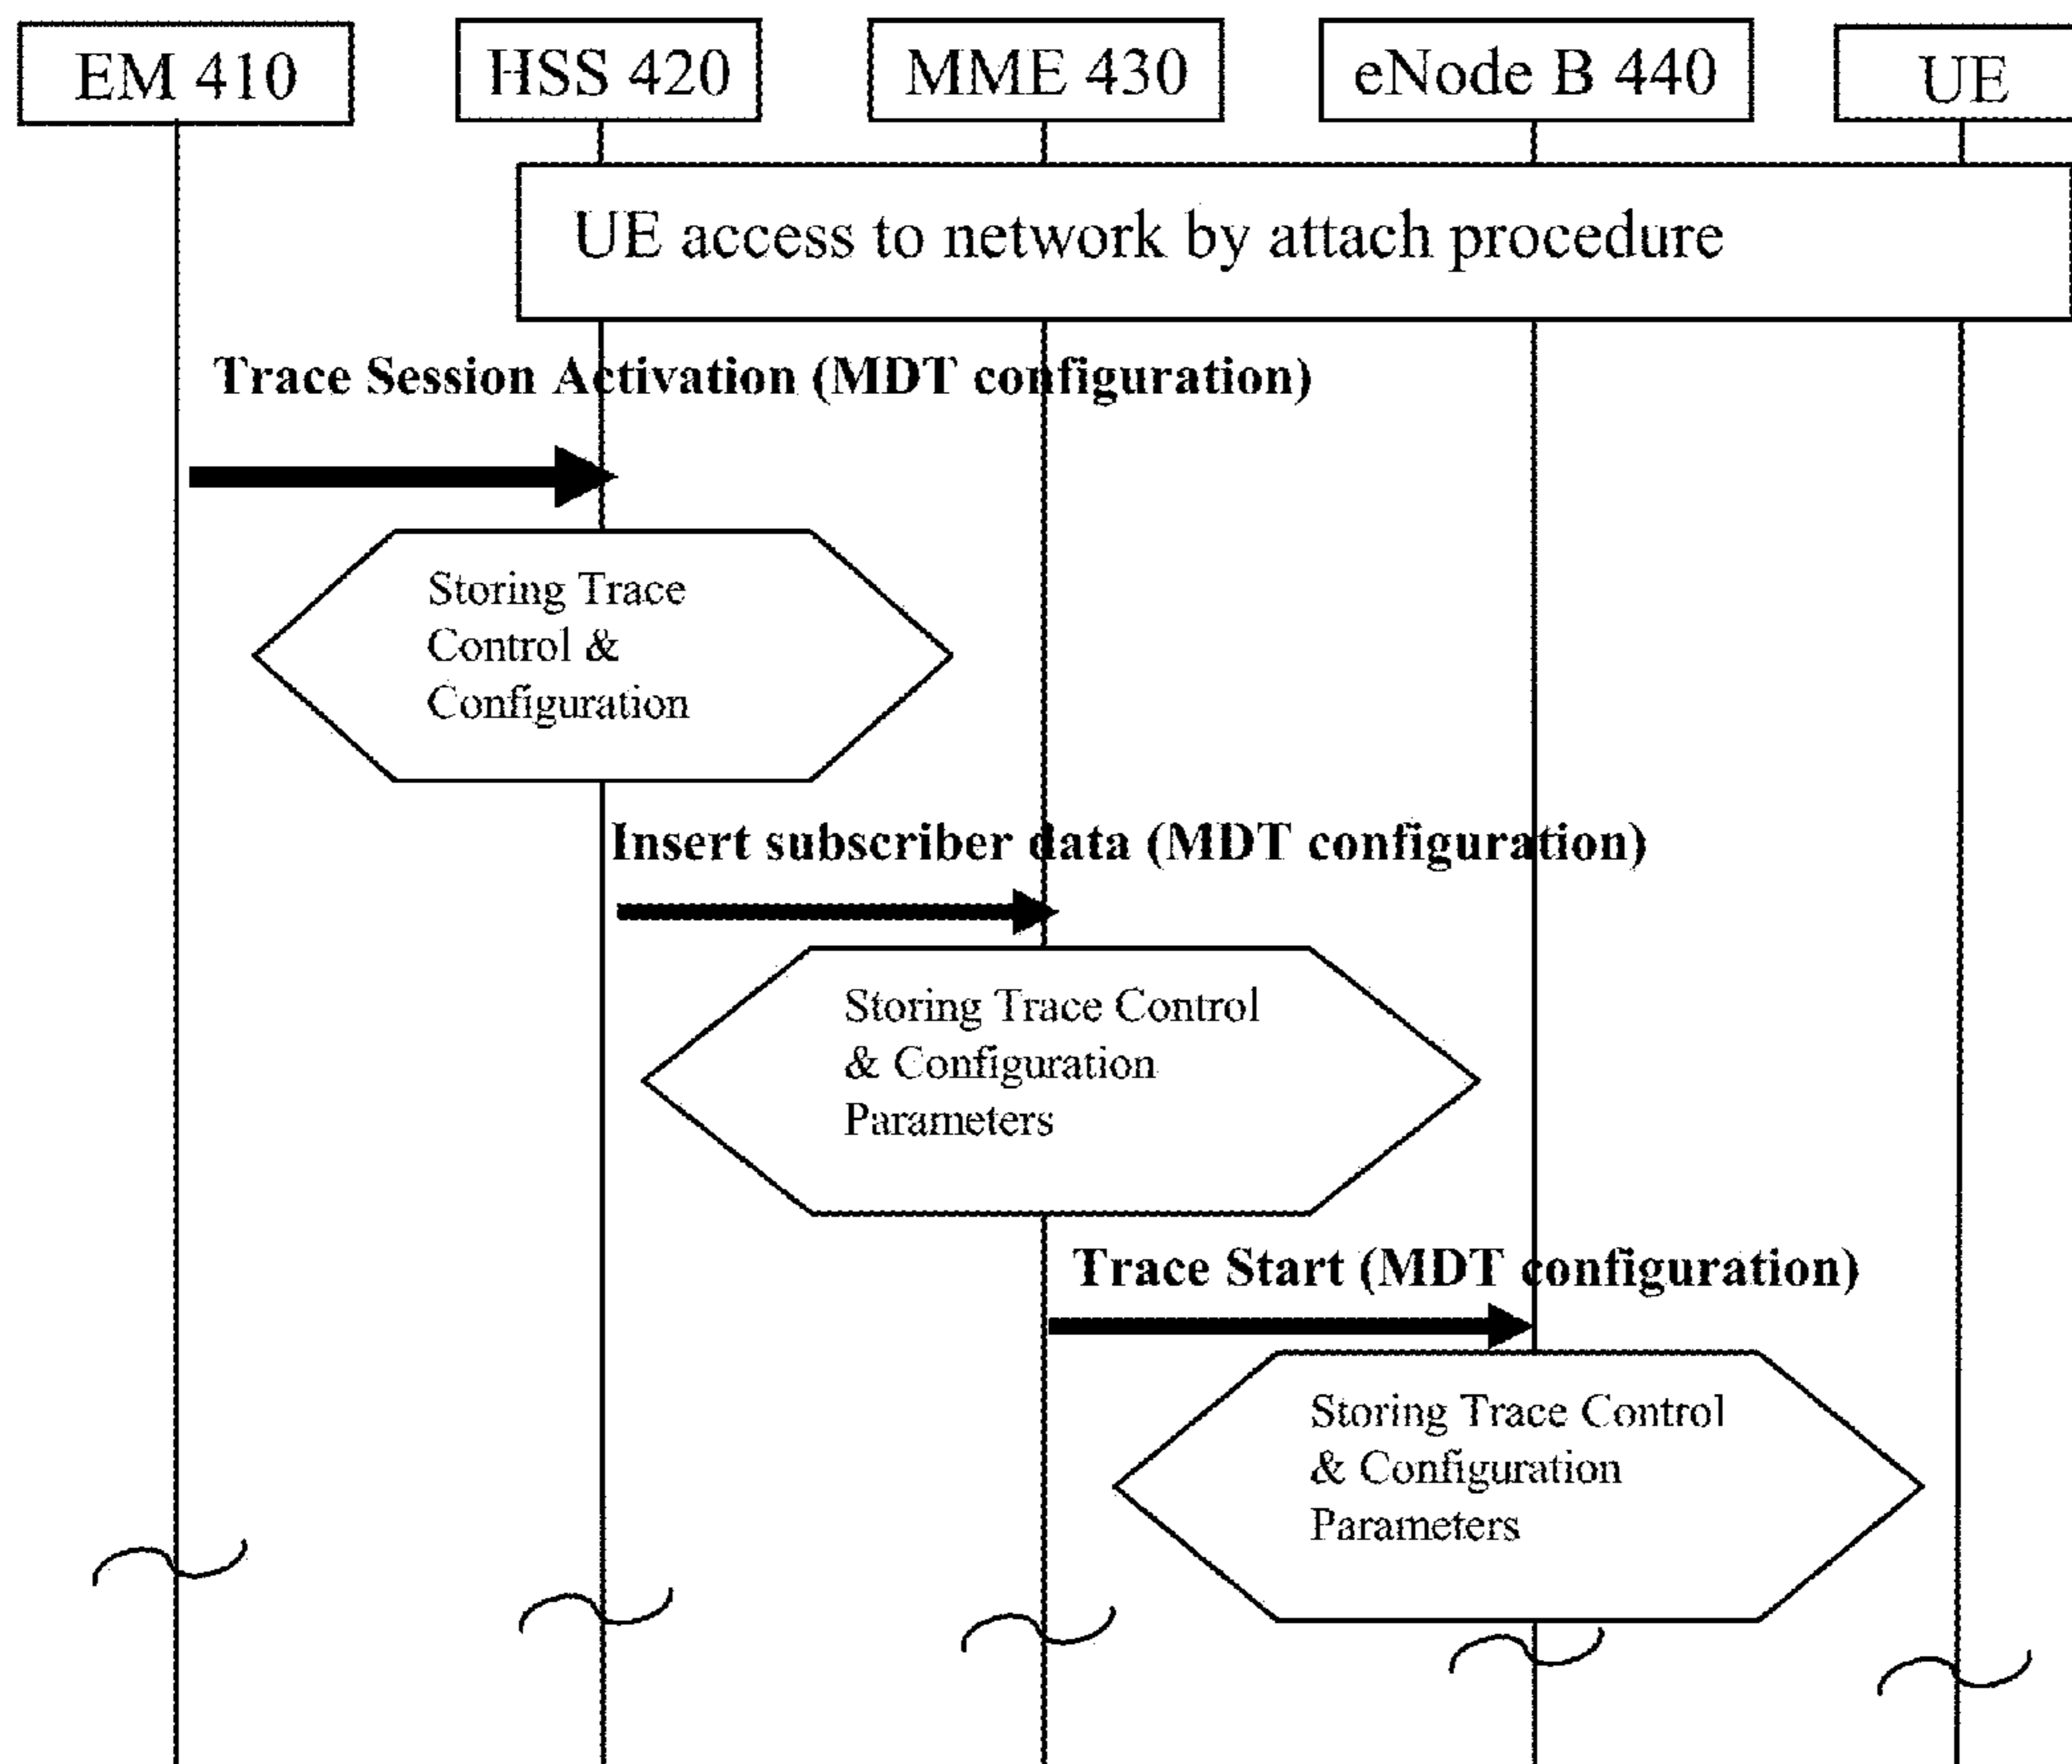 EM 410
HSS 420
MME 430
eNode B 440
UE
UE access to network by attach procedure
Trace Session Activation (MDT configuration)
Storing Trace
Control &
Configuration
Insert subscriber data (MDT configuration)
Storing Trace Control
& Configuration
Parameters
Trace Start (MDT configuration)
Storing Trace Control
& Configuration
Parameters